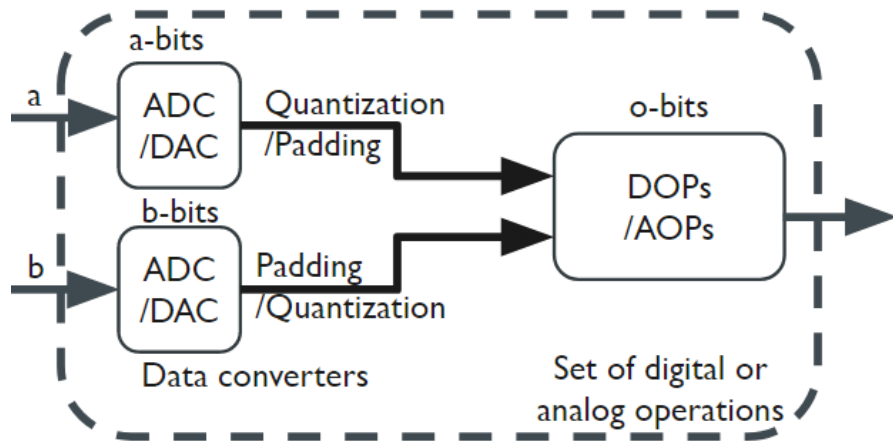 a-bits
a
ADC
/DAC
Quantization
/Padding
o-bits
DOPs
/AOPs
b-bits
b
ADC
/DAC
Padding
/Quantization
Data converters
Set of digital or
analog operations